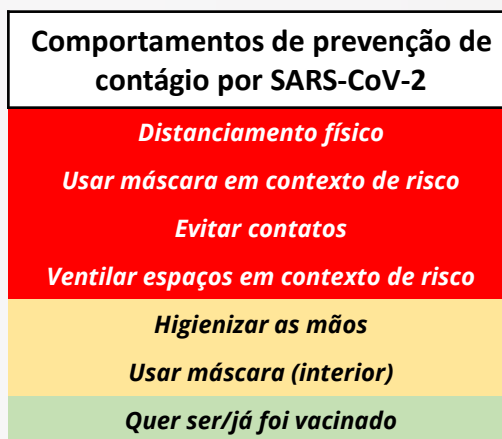 Comportamentos de prevenção de
contágio por SARS-CoV-2
Distanciamento físico
Usar máscara em contexto de risco
Evitar contatos
Ventilar espaços em contexto de risco
Higienizar as mãos
Usar máscara (interior)
Quer ser/já foi vacinado